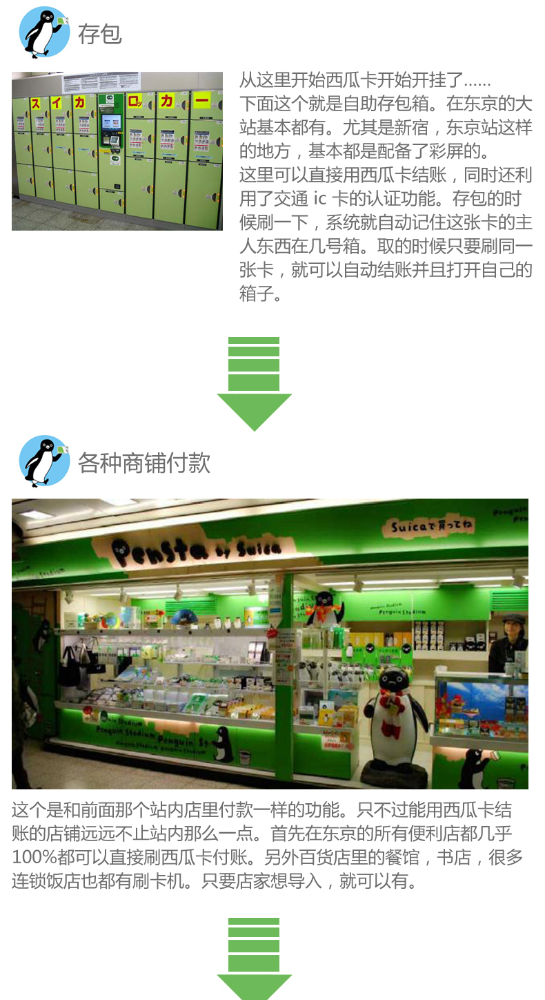 存包
スイカロッカー
从这里开始西瓜卡开始开挂了……
下面这个就是自助存包箱。在东京的大
站基本都有。尤其是新宿，东京站这样
的地方，基本都是配备了彩屏的。
这里可以直接用西瓜卡结账，同时还利
用了交通 ic 卡的认证功能。存包的时
候刷一下，系统就自动记住这张卡的主
人东西在几号箱。取的时候只要刷同一
张卡，就可以自动结账并且打开自己的
箱子。
各种商铺付款
Pensta by Suica
Suicaで育ってね
Penguin Stadium
Penguin Stadium
Penguin Stadium
Penguin Stadium Penguin St
这个是和前面那个站内店里付款一样的功能。只不过能用西瓜卡结
账的店铺远远不止站内那么一点。首先在东京的所有便利店都几乎
100%都可以直接刷西瓜卡付账。另外百货店里的餐馆，书店，很多
连锁饭店也都有刷卡机。只要店家想导入，就可以有。